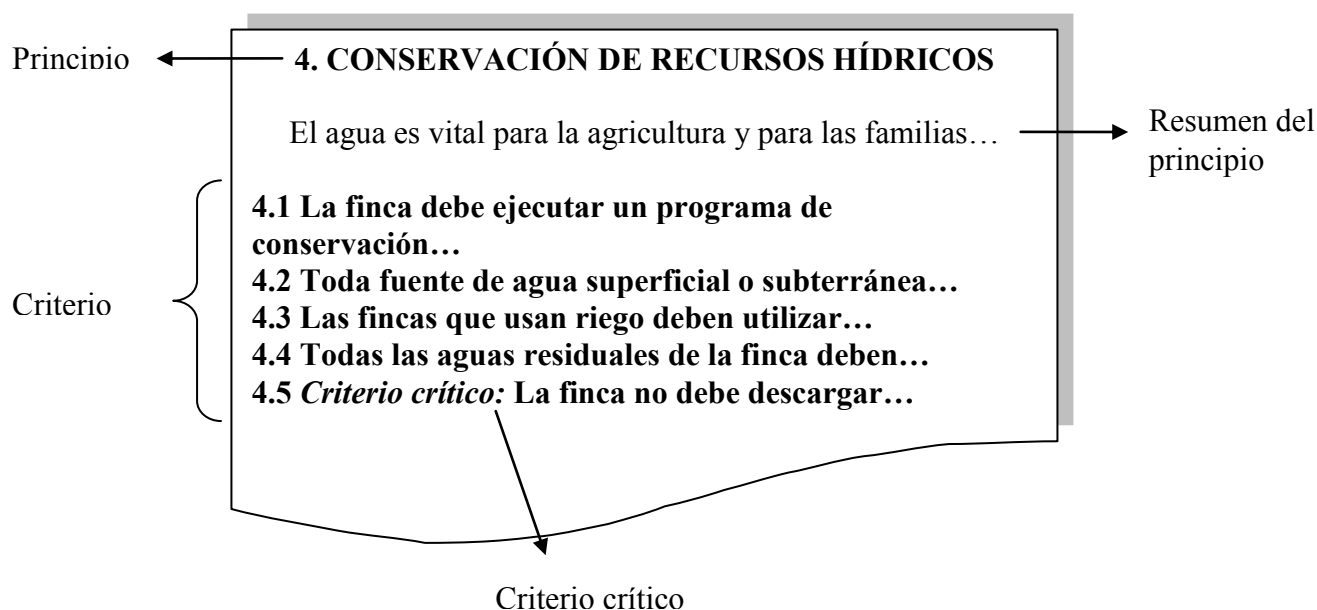 Principio
4. CONSERVACIÓN DE RECURSOS HÍDRICOS
El agua es vital para la agricultura y para las familias…
Resumen del
principio
4.1 La finca debe ejecutar un programa de
conservación…
4.2 Toda fuente de agua superficial o subterránea…
4.3 Las fincas que usan riego deben utilizar…
4.4 Todas las aguas residuales de la finca deben…
4.5 Criterio crítico: La finca no debe descargar…
Criterio
Criterio crítico